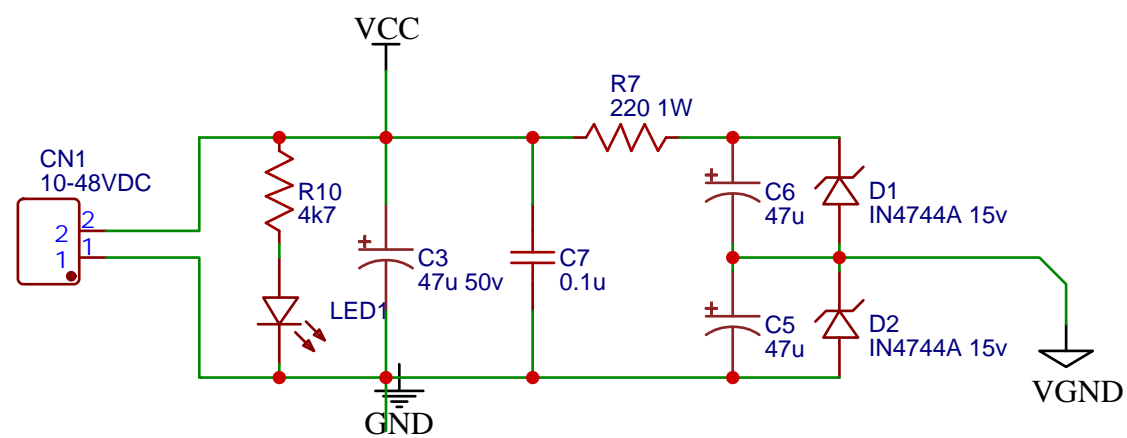 VCC
R7
220 1W
CN1
10-48VDC
2
2
1
1
R10
4k7
LED1
C3
47u 50v
C7
0.1u
C6
47u
D1
IN4744A 15v
C5
47u
D2
IN4744A 15v
GND
VGND